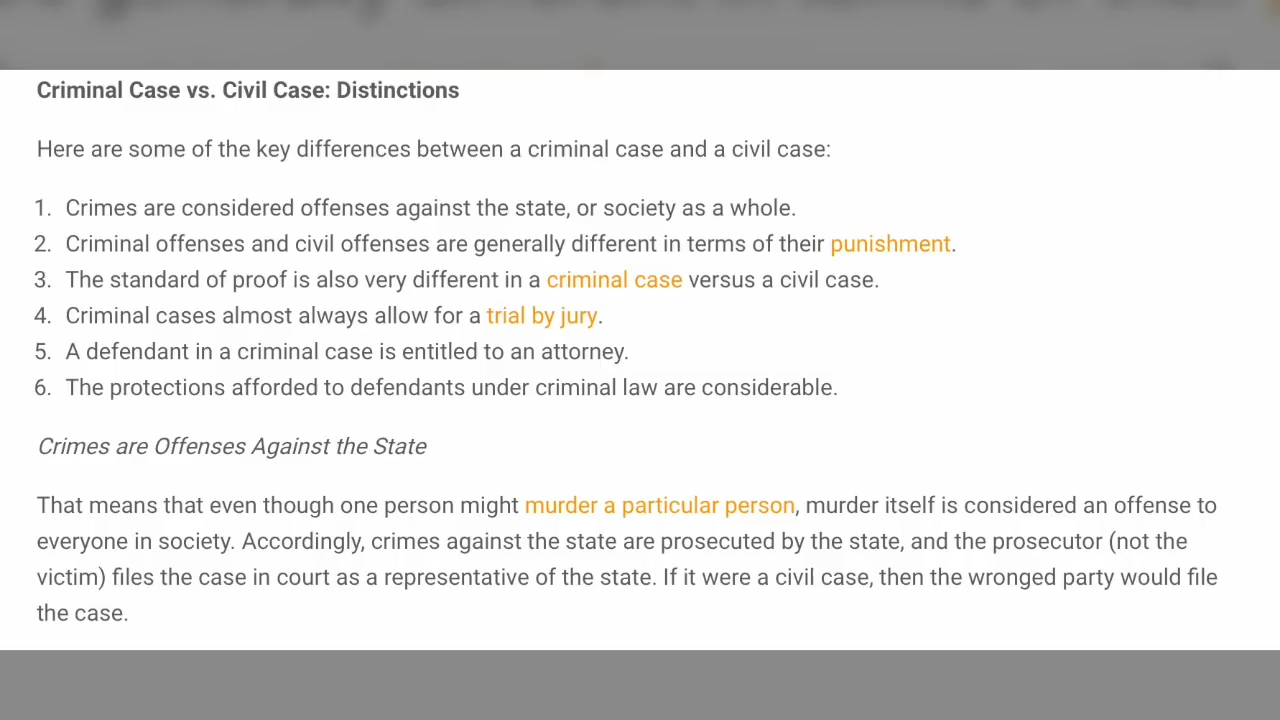 Criminal Case vs. Civil Case: Distinctions
Here are some of the key differences between a criminal case and a civil case:
1. Crimes are considered offenses against the state, or society as a whole.
2. Criminal offenses and civil offenses are generally different in terms of their punishment.
3. The standard of proof is also very different in a criminal case versus a civil case.
4. Criminal cases almost always allow for a trial by jury.
5. A defendant in a criminal case is entitled to an attorney.
6. The protections afforded to defendants under criminal law are considerable.
Crimes are Offenses Against the State
That means that even though one person might murder a particular person, murder itself is considered an offense to
everyone in society. Accordingly, crimes against the state are prosecuted by the state, and the prosecutor (not the
victim) files the case in court as a representative of the state. If it were a civil case, then the wronged party would file
the case.